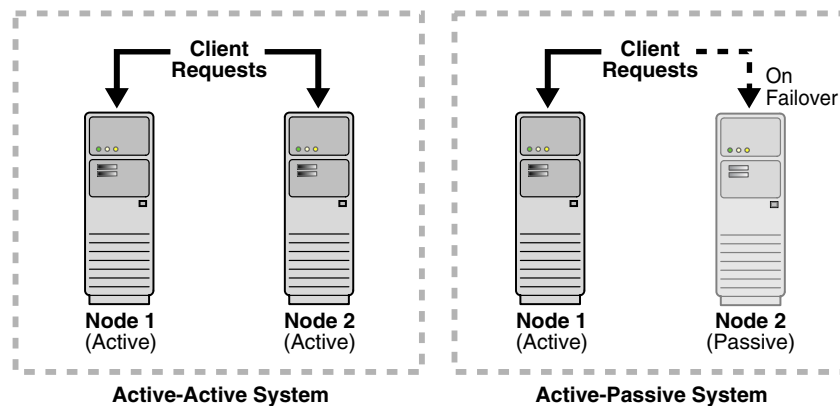 Client
Requests
Node 1
(Active)
Node 2
(Active)
Active-Active System
Client
Requests
On
Failover
Node 1
(Active)
Node 2
(Passive)
Active-Passive System